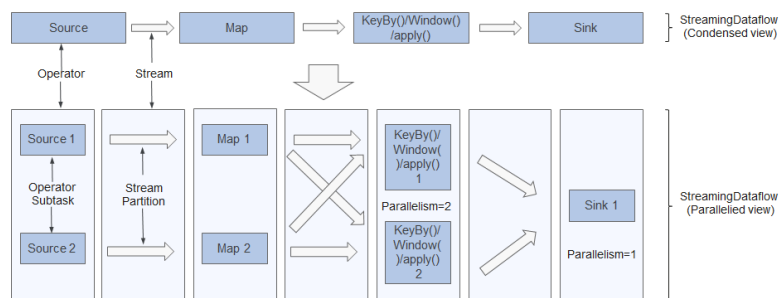 Source
Map
KeyBy()/Window()
/apply()
Sink
StreamingDataflow
(Condensed view)
Operator
Stream
Source 1
Map 1
KeyBy()/
Window(
)/apply()
1
Operator
Subtask
Stream
Partition
Parallelism=2
Sink 1
StreamingDataflow
(Parallelied view)
Source 2
Map 2
KeyBy()/
Window(
)/apply()
2
Parallelism=1